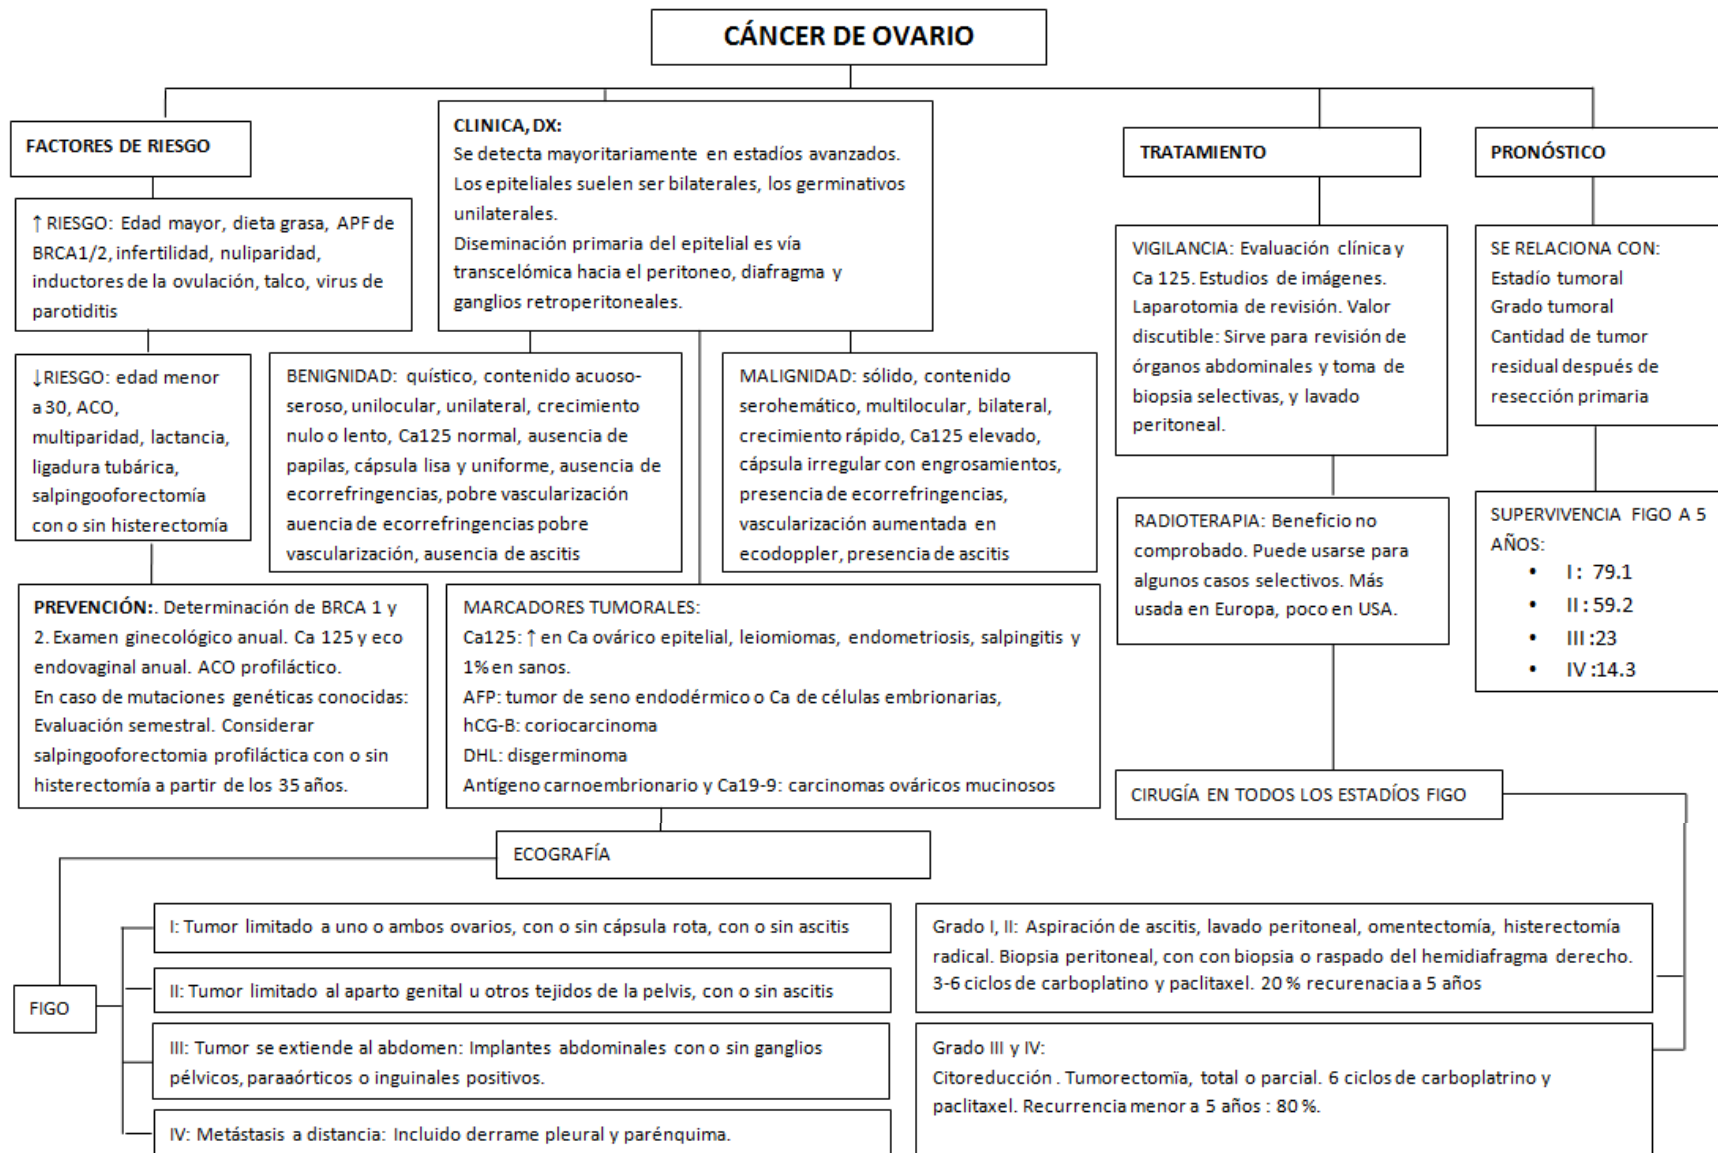 CÁNCER DE OVARIO
FACTORES DE RIESGO
↑ RIESGO: Edad mayor, dieta grasa, APF de
BRCA1/2, infertilidad, nuliparidad,
inductores de la ovulación, talco, virus de
parotiditis
↓RIESGO: edad menor
a 30, ACO,
multiparidad, lactancia,
ligadura tubárica,
salpingooforectomía
con o sin histerectomía
PREVENCIÓN:. Determinación de BRCA 1 y
2. Examen ginecológico anual. Ca 125 y eco
endovaginal anual. ACO profiláctico.
En caso de mutaciones genéticas conocidas:
Evaluación semestral. Considerar
salpingooforectomia profiláctica con o sin
histerectomía a partir de los 35 años.
CLINICA, DX:
Se detecta mayoritariamente en estadíos avanzados.
Los epiteliales suelen ser bilaterales, los germinativos
unilaterales.
Diseminación primaria del epitelial es vía
transcelómica hacia el peritoneo, diafragma y
ganglios retroperitoneales.
BENIGNIDAD: quístico, contenido acuoso-
seroso, unilocular, unilateral, crecimiento
nulo o lento, Ca125 normal, ausencia de
papilas, cápsula lisa y uniforme, ausencia de
ecorrefringencias, pobre vascularización
auencia de ecorrefringencias pobre
vascularización, ausencia de ascitis
MALIGNIDAD: sólido, contenido
serohemático, multilocular, bilateral,
crecimiento rápido, Ca125 elevado,
cápsula irregular con engrosamientos,
presencia de ecorrefringencias,
vascularización aumentada en
ecodoppler, presencia de ascitis
MARCADORES TUMORALES:
Ca125: ↑ en Ca ovárico epitelial, leiomiomas, endometriosis, salpingitis y
1% en sanos.
AFP: tumor de seno endodérmico o Ca de células embrionarias,
hCG-B: coriocarcinoma
DHL: disgerminoma
Antígeno carnoembrionario y Ca19-9: carcinomas ováricos mucinosos
ECOGRAFÍA
FIGO
I: Tumor limitado a uno o ambos ovarios, con o sin cápsula rota, con o sin ascitis
II: Tumor limitado al aparto genital u otros tejidos de la pelvis, con o sin ascitis
III: Tumor se extiende al abdomen: Implantes abdominales con o sin ganglios
pélvicos, paraaórticos o inguinales positivos.
IV: Metástasis a distancia: Incluido derrame pleural y parénquima.
TRATAMIENTO
VIGILANCIA: Evaluación clínica y
Ca 125. Estudios de imágenes.
Laparotomia de revisión. Valor
discutible: Sirve para revisión de
órganos abdominales y toma de
biopsia selectivas, y lavado
peritoneal.
RADIOTERAPIA: Beneficio no
comprobado. Puede usarse para
algunos casos selectivos. Más
usada en Europa, poco en USA.
CIRUGÍA EN TODOS LOS ESTADÍOS FIGO
Grado I, II: Aspiración de ascitis, lavado peritoneal, omentectomía, histerectomía
radical. Biopsia peritoneal, con con biopsia o raspado del hemidiafragma derecho.
3-6 ciclos de carboplatino y paclitaxel. 20 % recurenacia a 5 años
Grado III y IV:
Citoreducción . Tumorectomïa, total o parcial. 6 ciclos de carboplatrino y
paclitaxel. Recurrencia menor a 5 años : 80 %.
PRONÓSTICO
SE RELACIONA CON:
Estadío tumoral
Grado tumoral
Cantidad de tumor
residual después de
resección primaria
SUPERVIVENCIA FIGO A 5
AÑOS:
• I : 79.1
• II : 59.2
• III :23
• IV :14.3